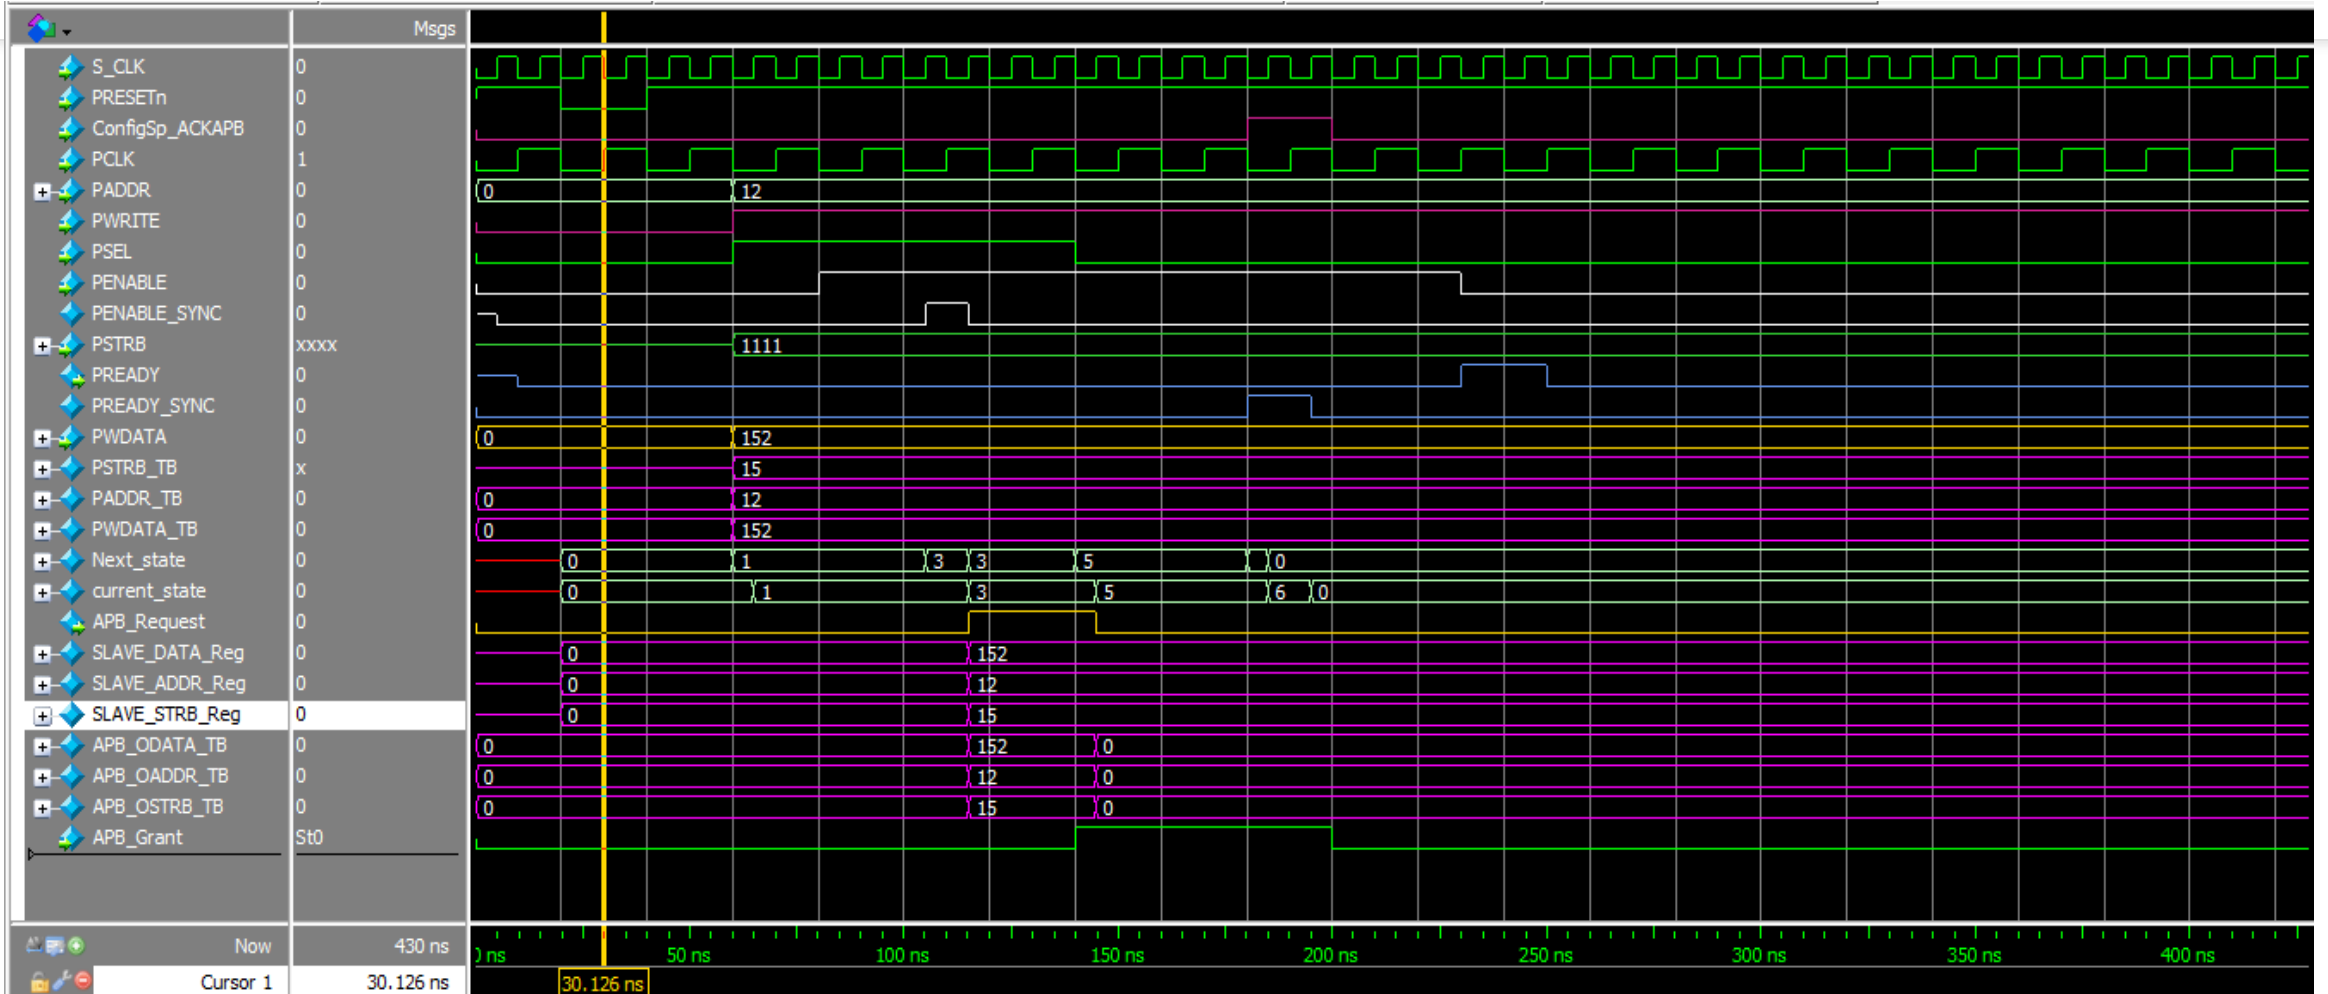 Msgs
S_CLK 0
PRESETn 0
ConfigSp_ACKAPB 0
PCLK 1
PADDR 0 0 12
PWRITE 0
PSEL 0
PENABLE 0
PENABLE_SYNC 0
PSTRB xxxx 1111
PREADY 0
PREADY_SYNC 0
PWDATA 0 0 152
PSTRB_TB x 15
PADDR_TB 0 0 12
PWDATA_TB 0 0 152
Next_state 0 0 1 3 3 5 0
current_state 0 0 1 3 5 6 0
APB_Request 0
SLAVE_DATA_Reg 0 0 152
SLAVE_ADDR_Reg 0 0 12
SLAVE_STRB_Reg 0 0 15
APB_ODATA_TB 0 0 152 0
APB_OADDR_TB 0 0 12 0
APB_OSTRB_TB 0 0 15 0
APB_Grant St0
Now 430 ns ns 50 ns 100 ns 150 ns 200 ns 250 ns 300 ns 350 ns 400 ns
Cursor 1 30.126 ns 30.126 ns